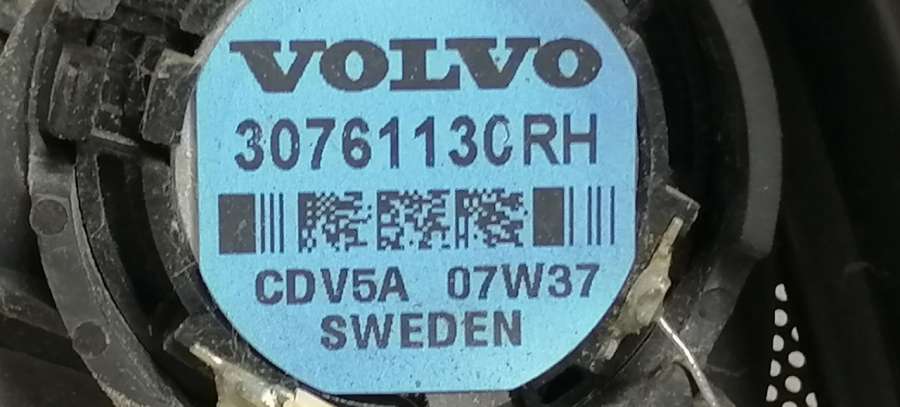 VOLVO
30761130RH
CDV5A 07W37
SWEDEN